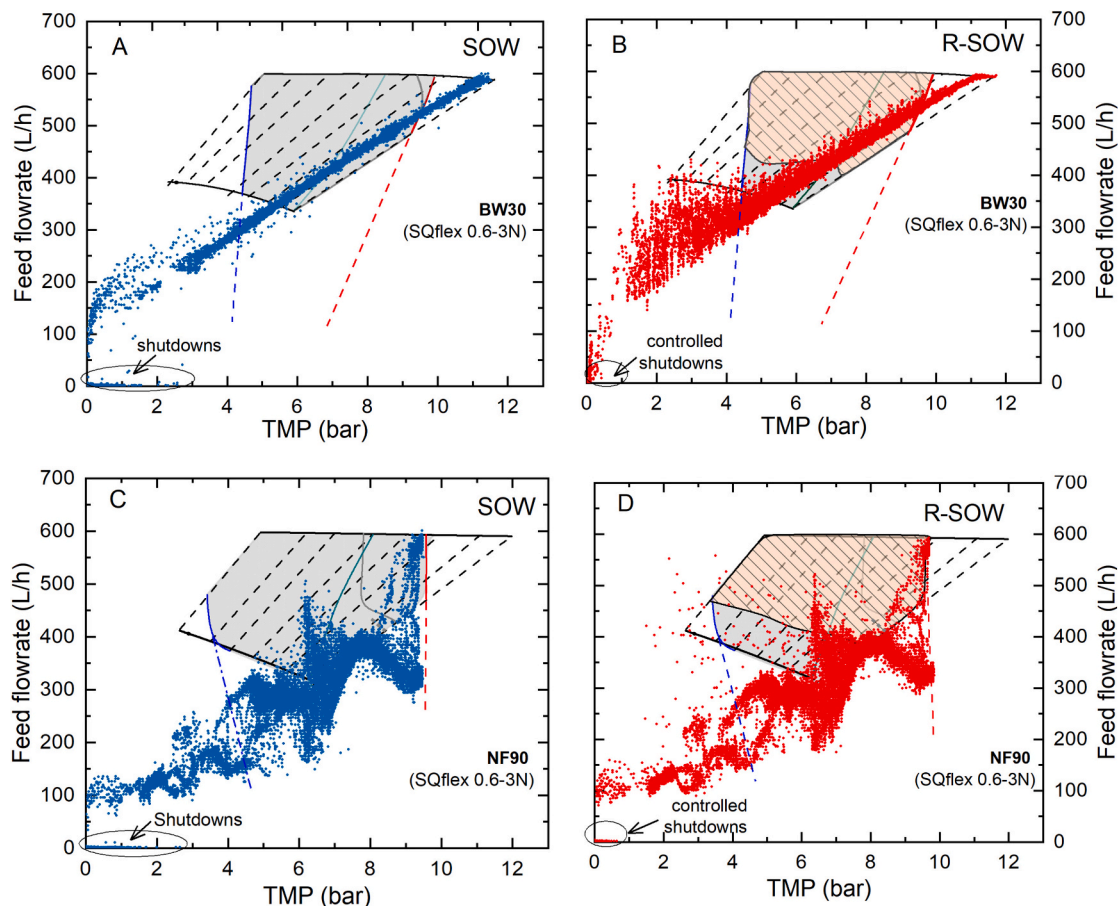 A
SOW
BW30
(SQflex 0.6-3N)
shutdowns
Feed flowrate (L/h)
0
100
200
300
400
500
600
700
0
2
4
6
8
10
12
TMP (bar)
B
R-SOW
BW30
(SQflex 0.6-3N)
controlled
shutdowns
Feed flowrate (L/h)
700
600
500
400
300
200
100
0
0
2
4
6
8
10
12
TMP (bar)
C
SOW
NF90
(SQflex 0.6-3N)
Shutdowns
Feed flowrate (L/h)
700
600
500
400
300
200
100
0
0
2
4
6
8
10
12
TMP (bar)
D
R-SOW
NF90
(SQflex 0.6-3N)
controlled
shutdowns
Feed flowrate (L/h)
700
600
500
400
300
200
100
0
0
2
4
6
8
10
12
TMP (bar)